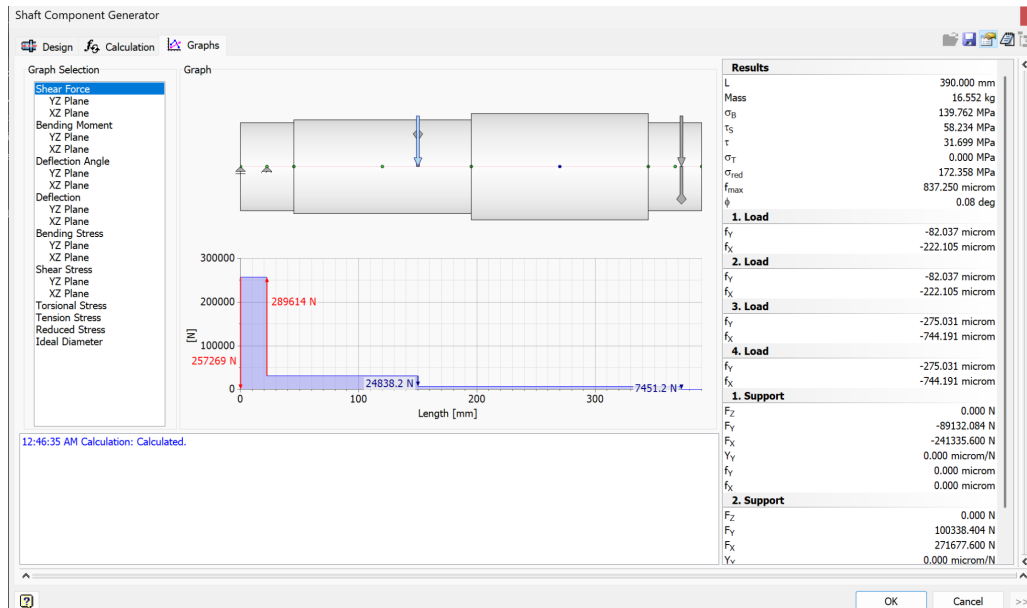 Shaft Component Generator
Design
Calculation
Graphs
Graph Selection
Shear Force
YZ Plane
XZ Plane
Bending Moment
YZ Plane
XZ Plane
Deflection Angle
YZ Plane
XZ Plane
Deflection
YZ Plane
XZ Plane
Bending Stress
YZ Plane
XZ Plane
Shear Stress
YZ Plane
XZ Plane
Torsional Stress
Tension Stress
Reduced Stress
Ideal Diameter
Graph
300000
200000
100000
0
[N]
289614 N
257269 N
24838.2 N
7451.2 N
0
100
200
300
Length [mm]
Results
L 390.000 mm
Mass 16.552 kg
σB 139.762 MPa
τS 58.234 MPa
τ 31.699 MPa
σT 0.000 MPa
σred 172.358 MPa
fmax 837.250 microm
ϕ 0.08 deg
1. Load
fY -82.037 microm
fX -222.105 microm
2. Load
fY -82.037 microm
fX -222.105 microm
3. Load
fY -275.031 microm
fX -744.191 microm
4. Load
fY -275.031 microm
fX -744.191 microm
1. Support
FZ 0.000 N
FY -89132.084 N
FX -241335.600 N
YY 0.000 microm/N
fY 0.000 microm
fX 0.000 microm
2. Support
FZ 0.000 N
FY 100338.404 N
FX 271677.600 N
YY 0.000 microm/N
12:46:35 AM Calculation: Calculated.
OK
Cancel
>>